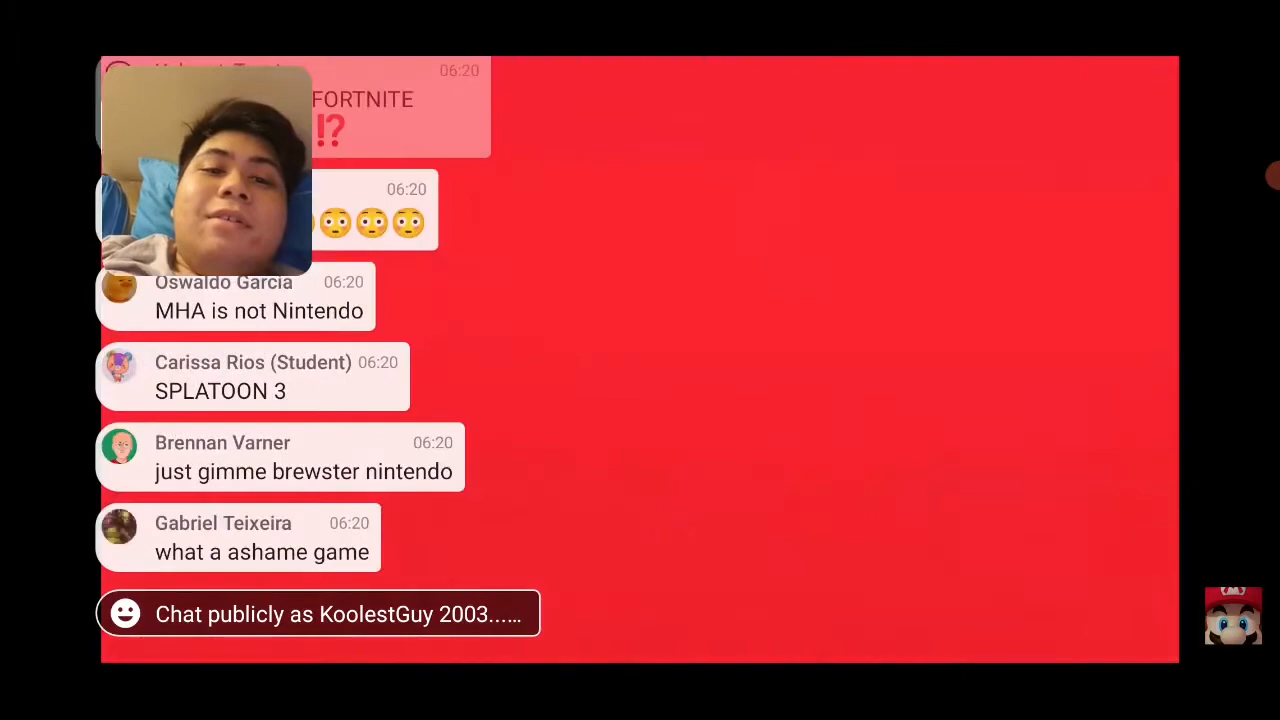 06:20
FORTNITE
⁉️
06:20
😳😳😳
Oswaldo Garcia 06:20
MHA is not Nintendo
Carissa Rios (Student) 06:20
SPLATOON 3
Brennan Varner 06:20
just gimme brewster nintendo
Gabriel Teixeira 06:20
what a ashame game
Chat publicly as KoolestGuy 2003...…
M